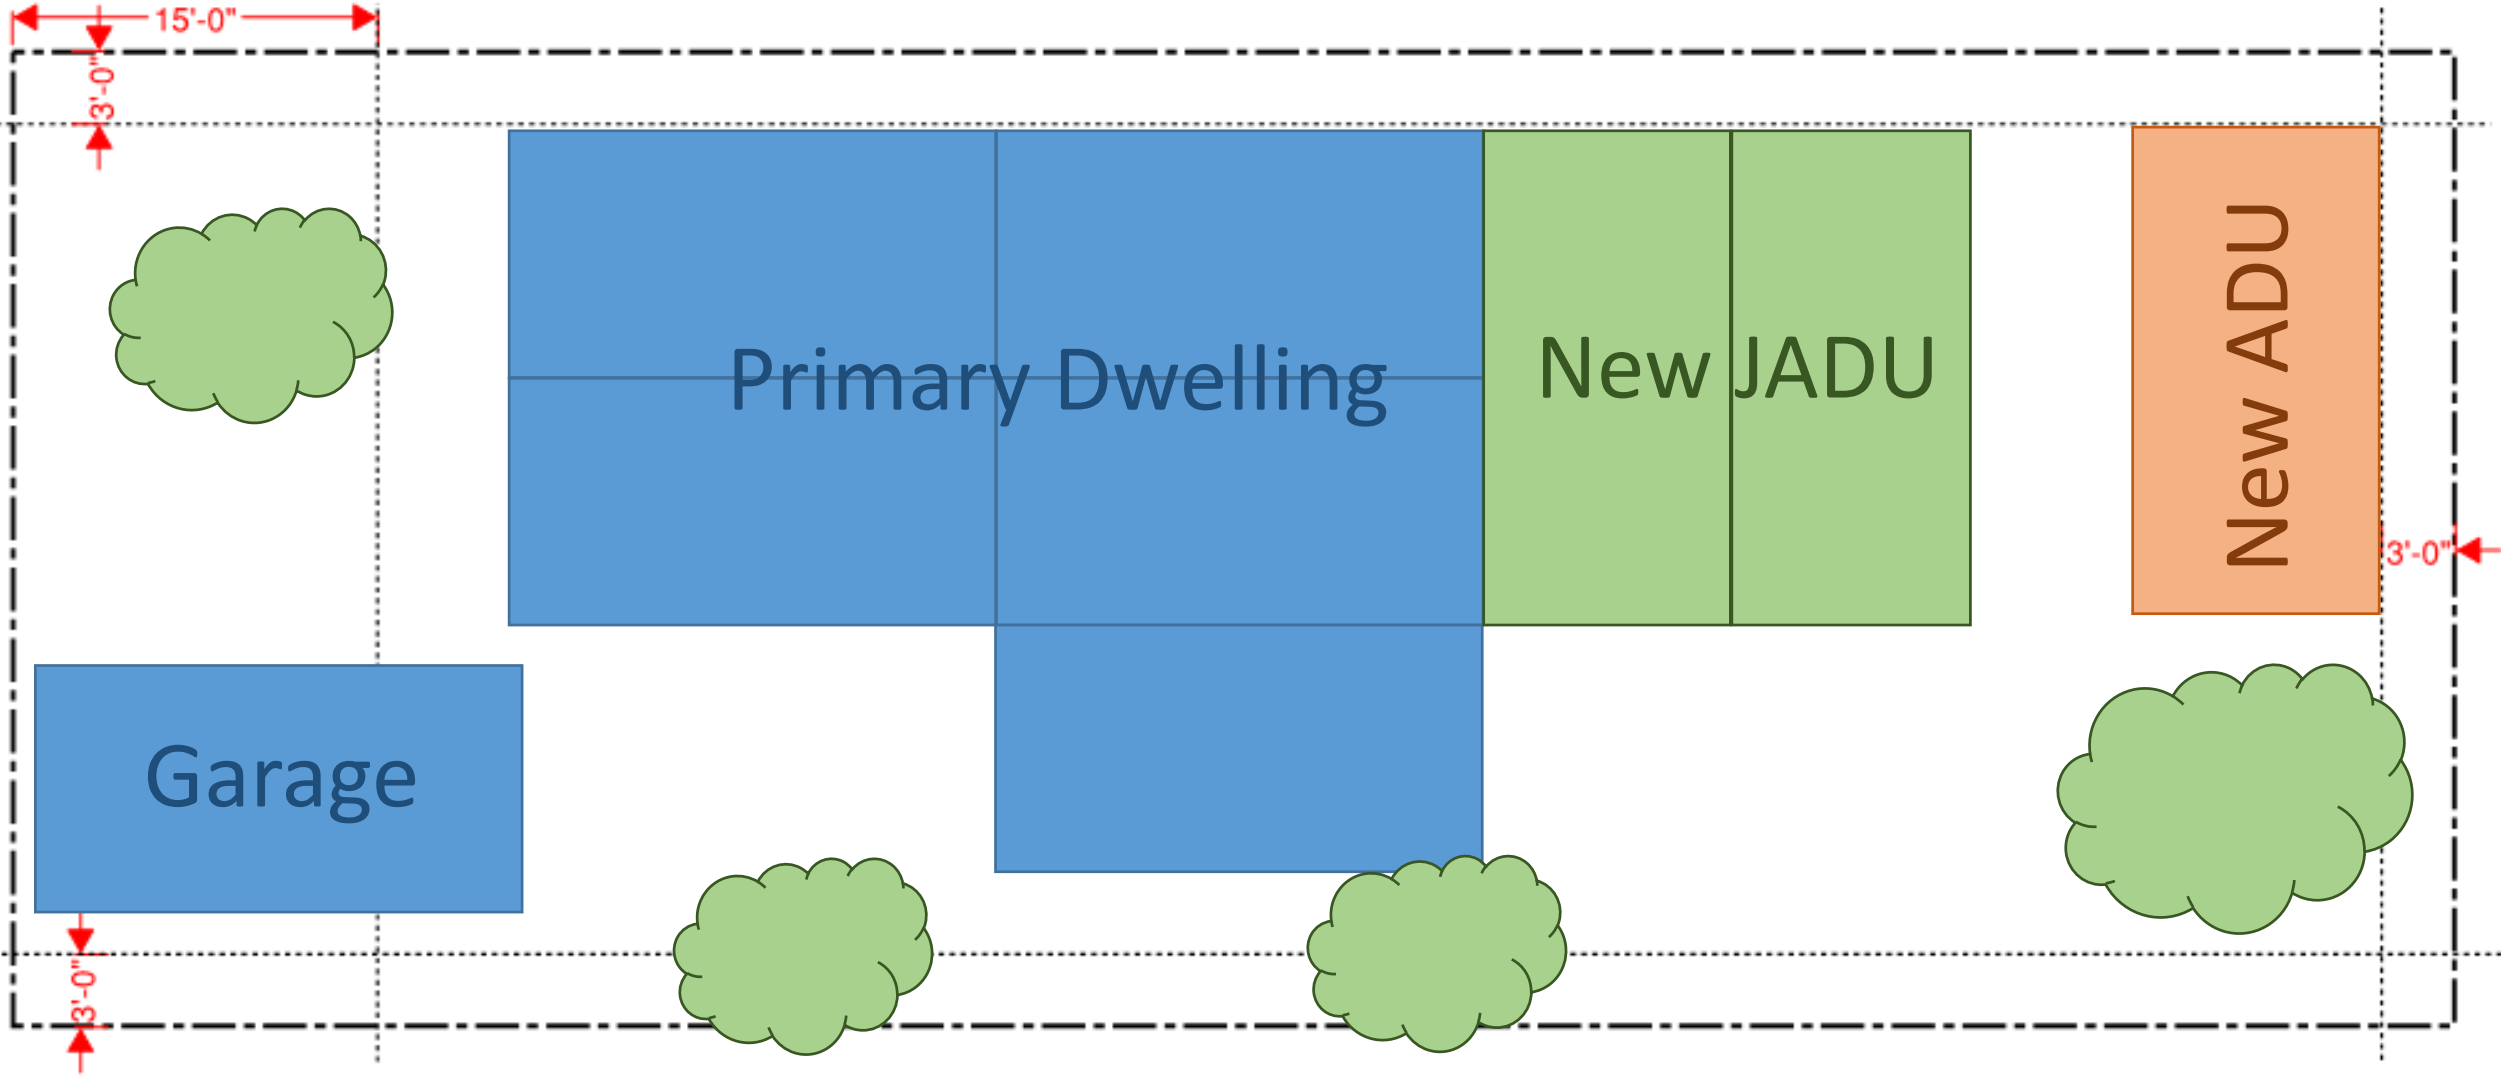 15'-0"
3'-0"
Primary Dwelling
New JADU
New ADU
3'-0"
Garage
3'-0"